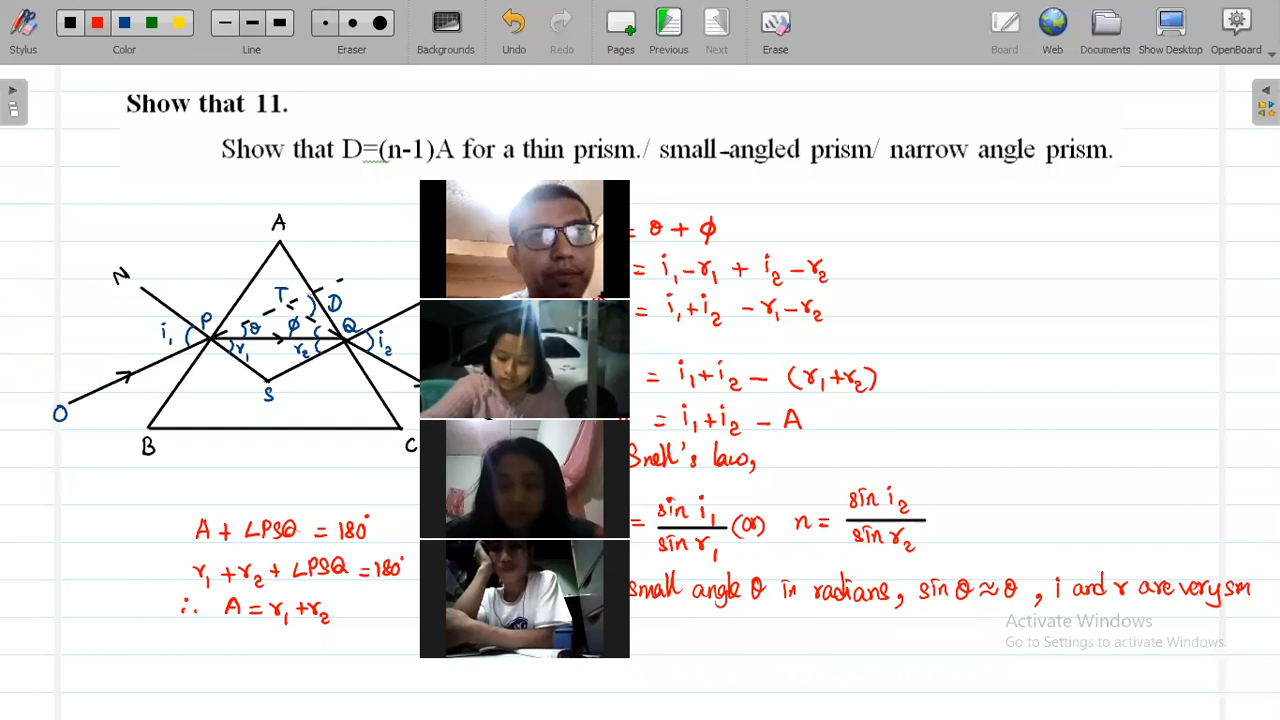 Stylus Color Line Eraser Backgrounds Undo Redo Pages Previous Next Erase Board Web Documents Show Desktop OpenBoard
Show that 11.
Show that D=(n-1)A for a thin prism./ small-angled prism/ narrow angle prism.
A
N
T
D
i₁
P
θ
φ
Q
r₁
r₂
i₂
S
O
B
C
A + ∠PSQ = 180°
r₁ + r₂ + ∠PSQ = 180°
∴ A = r₁ + r₂
= θ + φ
= i₁ - r₁ + i₂ - r₂
= i₁ + i₂ - r₁ - r₂
= i₁ + i₂ - (r₁ + r₂)
= i₁ + i₂ - A
Snell's law,
= sin i₁ / sin r₁ (or) n = sin i₂ / sin r₂
small angle θ in radians, sin θ ≈ θ, i and r are very sm
Activate Windows
Go to Settings to activate Windows.